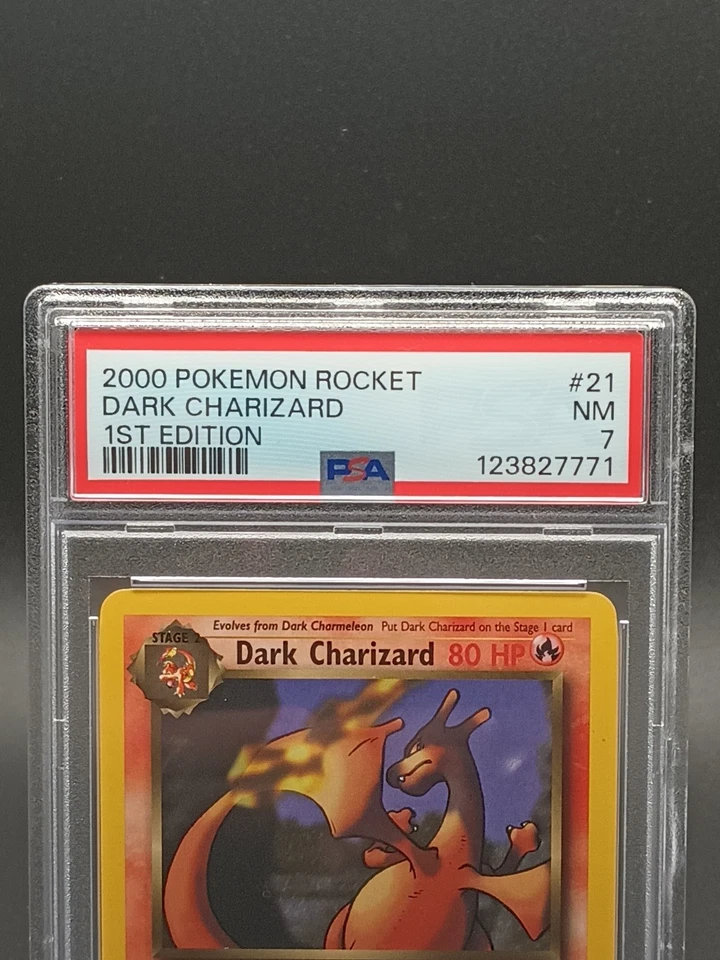 2000 POKEMON ROCKET #21
DARK CHARIZARD NM
1ST EDITION 7
PSA 123827771
Evolves from Dark Charmeleon Put Dark Charizard on the Stage 1 card
STAGE 2
Dark Charizard 80 HP